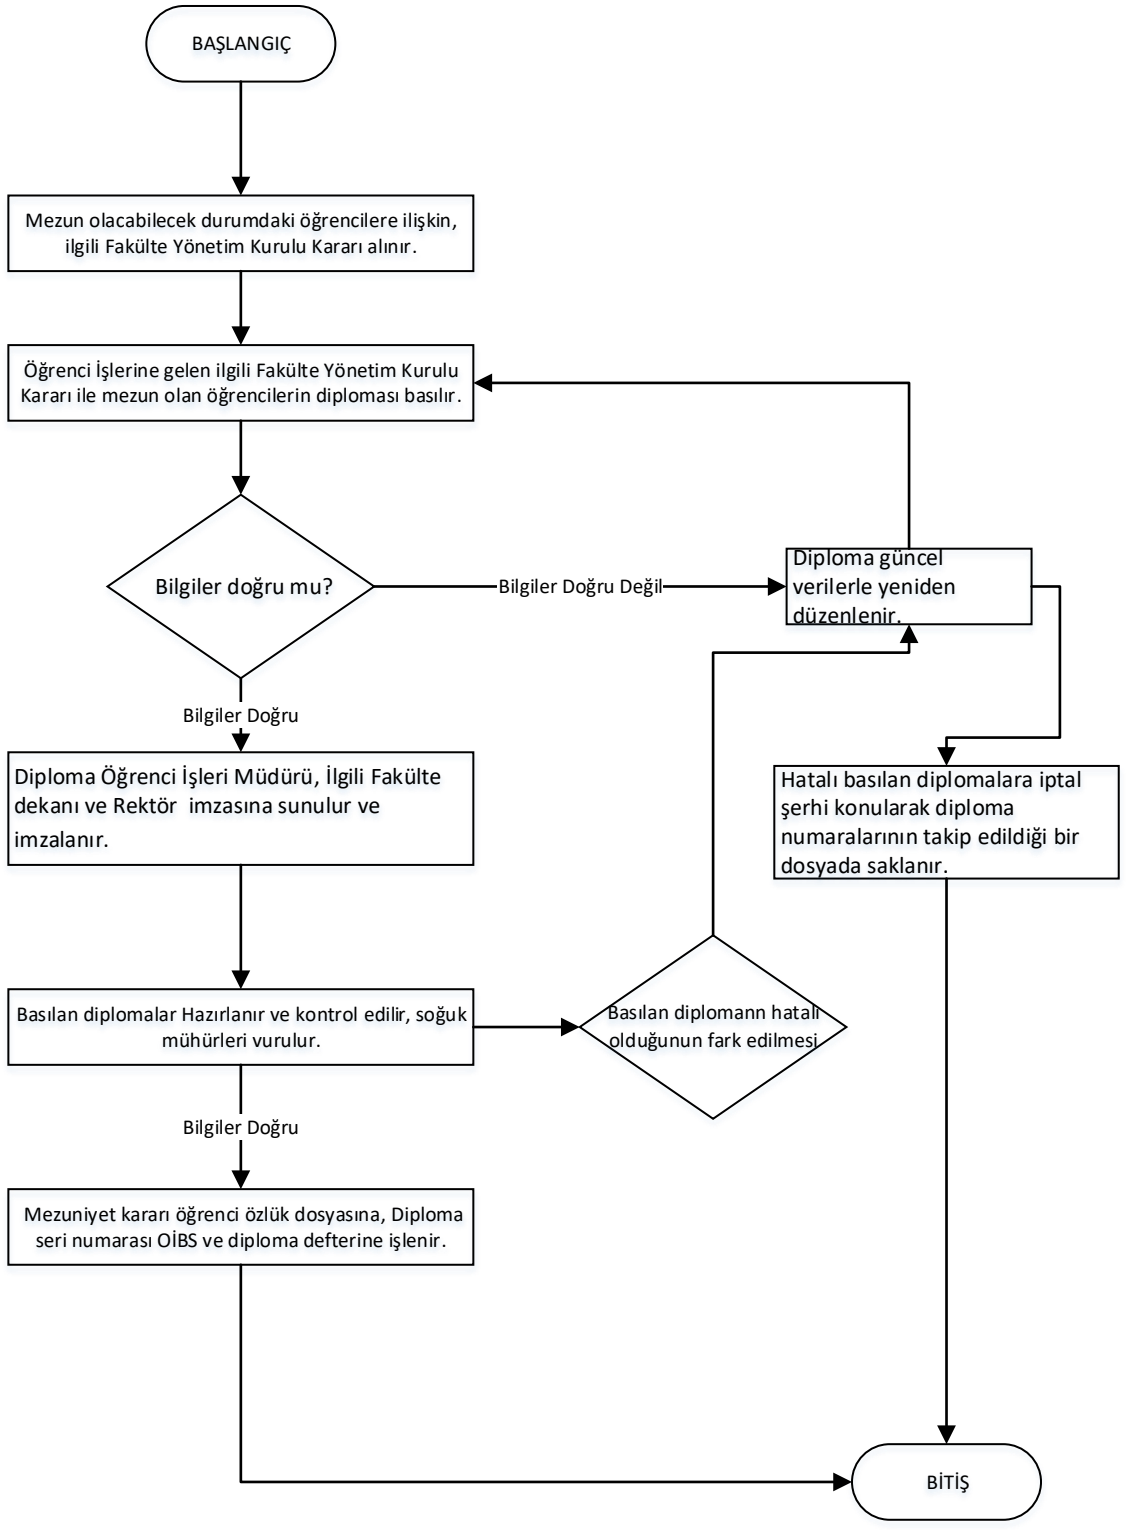 BAŞLANGIÇ
Mezun olacabilecek durumdaki öğrencilere ilişkin,
ilgili Fakülte Yönetim Kurulu Kararı alınır.
Öğrenci İşlerine gelen ilgili Fakülte Yönetim Kurulu
Kararı ile mezun olan öğrencilerin diploması basılır.
Bilgiler doğru mu?
Bilgiler Doğru Değil
Diploma güncel
verilerle yeniden
düzenlenir.
Bilgiler Doğru
Diploma Öğrenci İşleri Müdürü, İlgili Fakülte
dekanı ve Rektör imzasına sunulur ve
imzalanır.
Hatalı basılan diplomalara iptal
şerhi konularak diploma
numaralarının takip edildiği bir
dosyada saklanır.
Basılan diplomalar Hazırlanır ve kontrol edilir, soğuk
mühürleri vurulur.
Basılan diplomann hatalı
olduğunun fark edilmesi
Bilgiler Doğru
Mezuniyet kararı öğrenci özlük dosyasına, Diploma
seri numarası OİBS ve diploma defterine işlenir.
BİTİŞ